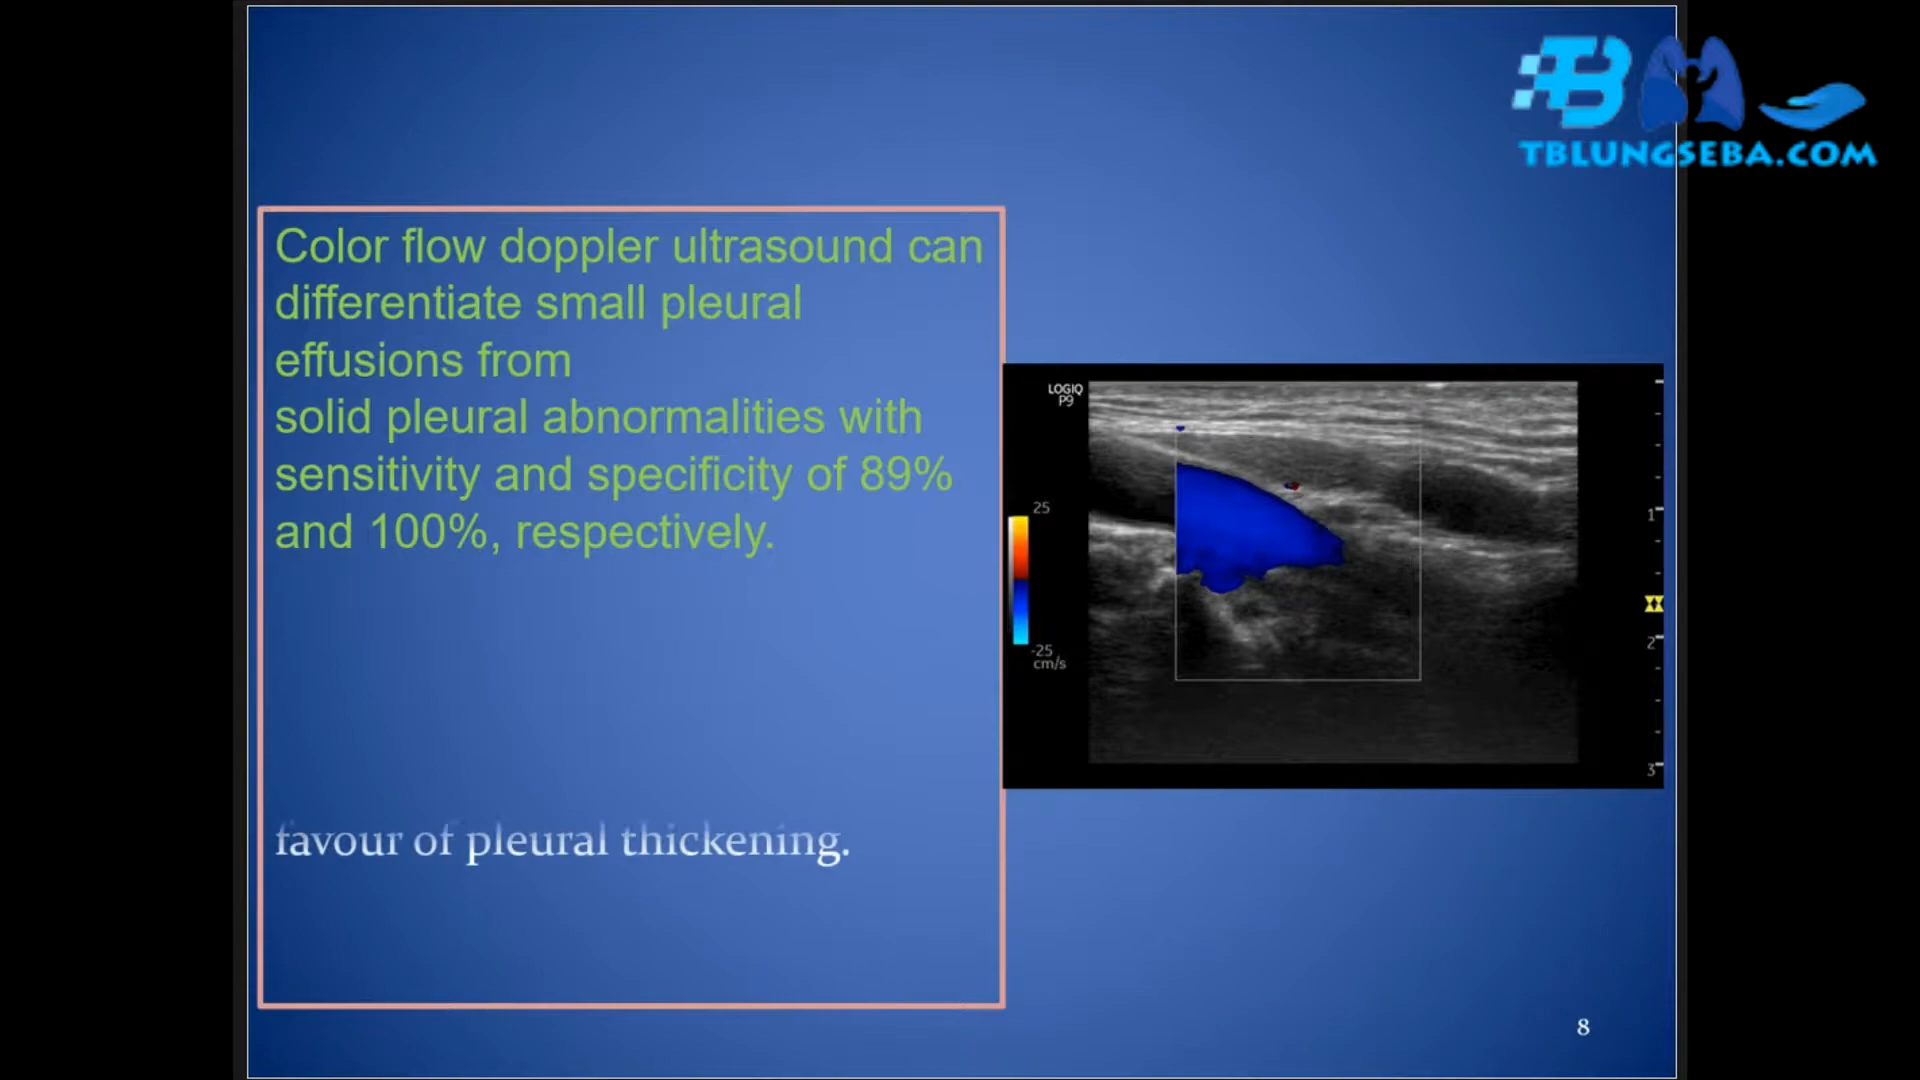 TBLUNGSEBA.COM
Color flow doppler ultrasound can
differentiate small pleural
effusions from
solid pleural abnormalities with
sensitivity and specificity of 89%
and 100%, respectively.
favour of pleural thickening.
LOGIQ
P9
25
-25
cm/s
1
2
3
8